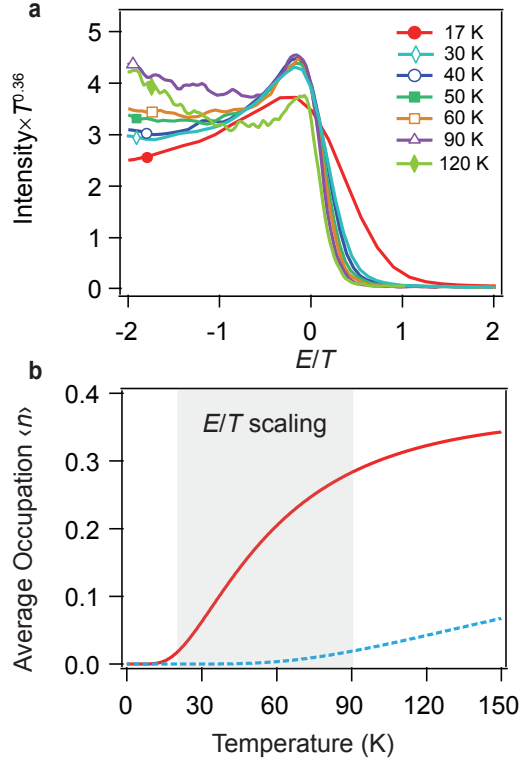 a
Intensity× T^0.36
5
4
3
2
1
0
17 K
30 K
40 K
50 K
60 K
90 K
120 K
-2
-1
0
1
2
E/T
b
Average Occupation ⟨n⟩
0.4
0.3
0.2
0.1
0.0
E/T scaling
0
30
60
90
120
150
Temperature (K)